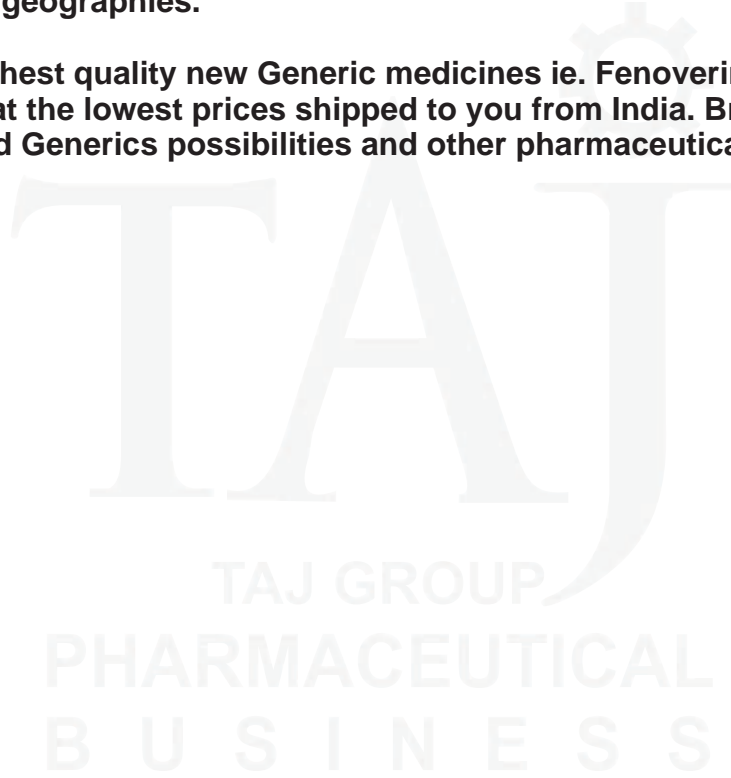 geographies.
hest quality new Generic medicines ie. Fenoverin
at the lowest prices shipped to you from India. Br
d Generics possibilities and other pharmaceutica
TAJ
TAJ GROUP
PHARMACEUTICAL
BUSINESS